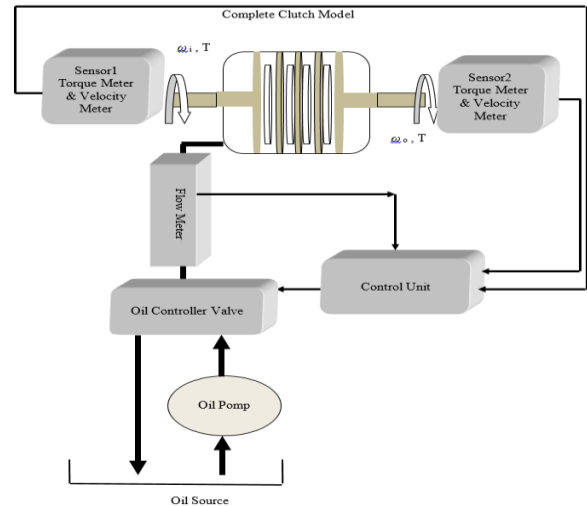 Complete Clutch Model
ωi , T
Sensor1
Torque Meter
& Velocity
Meter
Sensor2
Torque Meter
& Velocity
Meter
ωo , T
Flow Meter
Control Unit
Oil Controller Valve
Oil Pomp
Oil Source